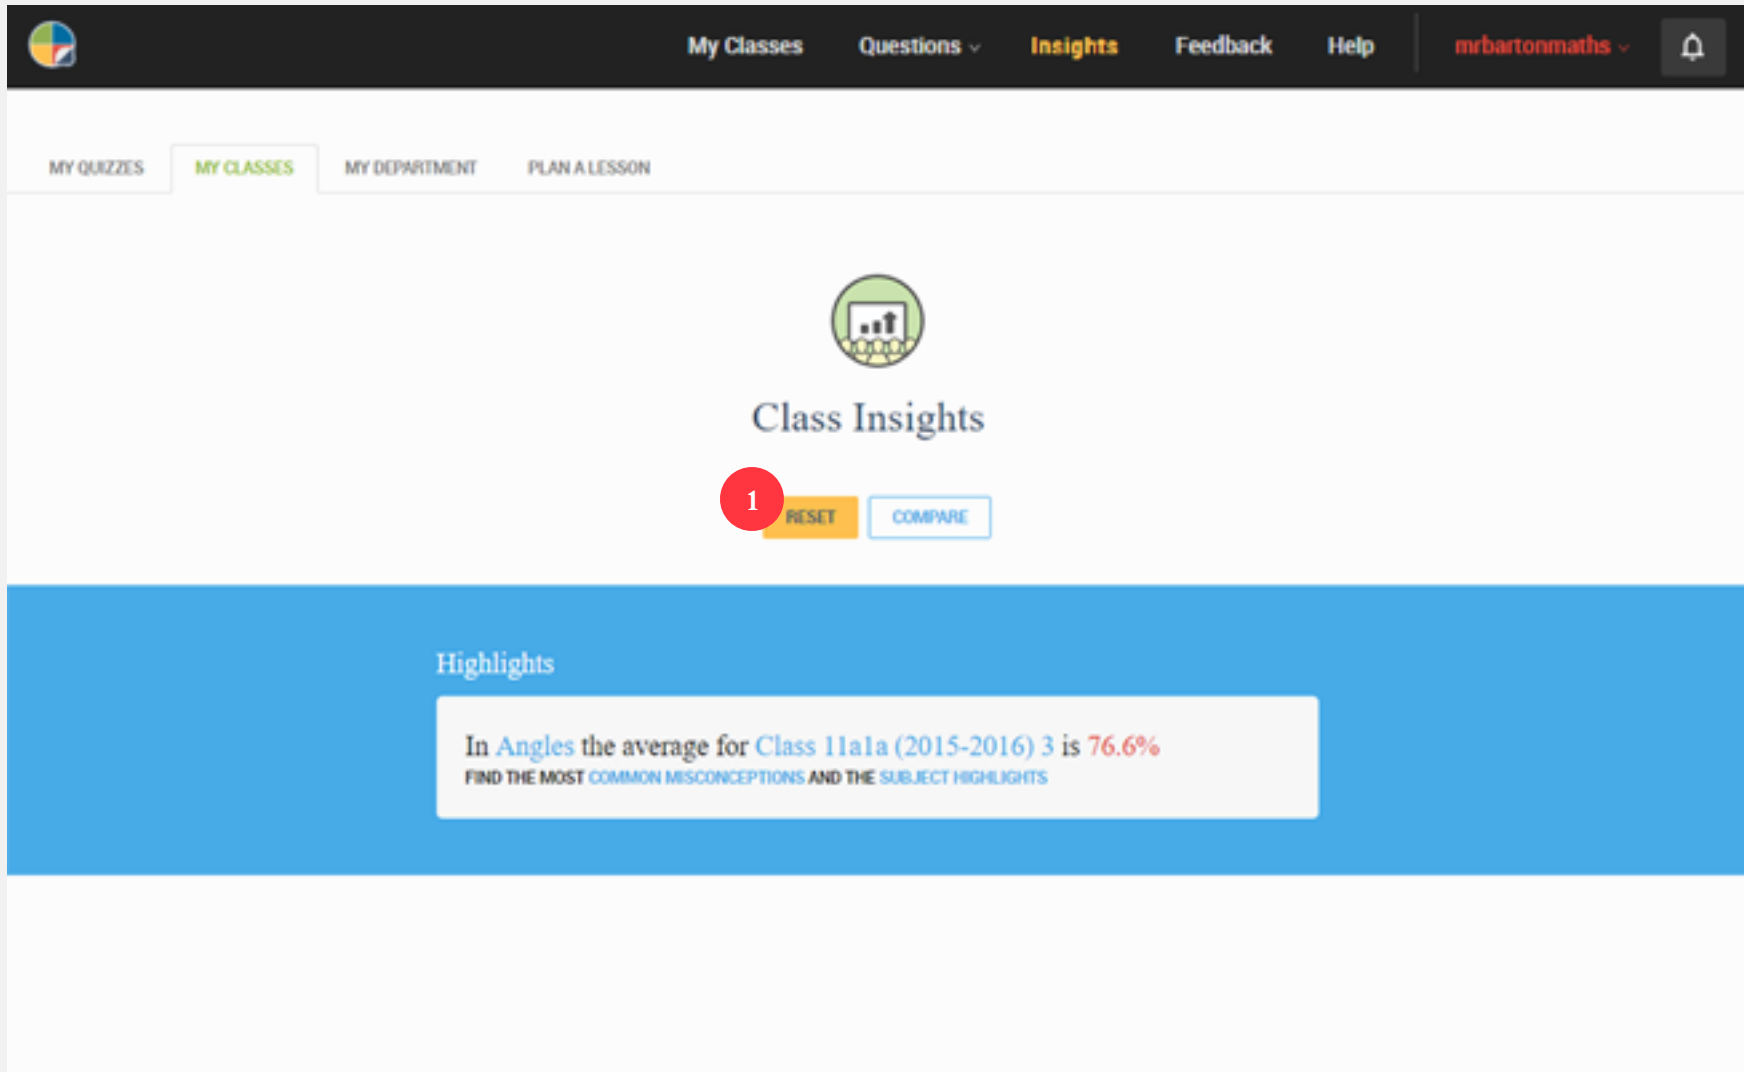 My Classes Questions Insights Feedback Help mrbartonmaths
MY QUIZZES MY CLASSES MY DEPARTMENT PLAN A LESSON
Class Insights
1
RESET COMPARE
Highlights
In Angles the average for Class 11a1a (2015-2016) 3 is 76.6%
FIND THE MOST COMMON MISCONCEPTIONS AND THE SUBJECT HIGHLIGHTS